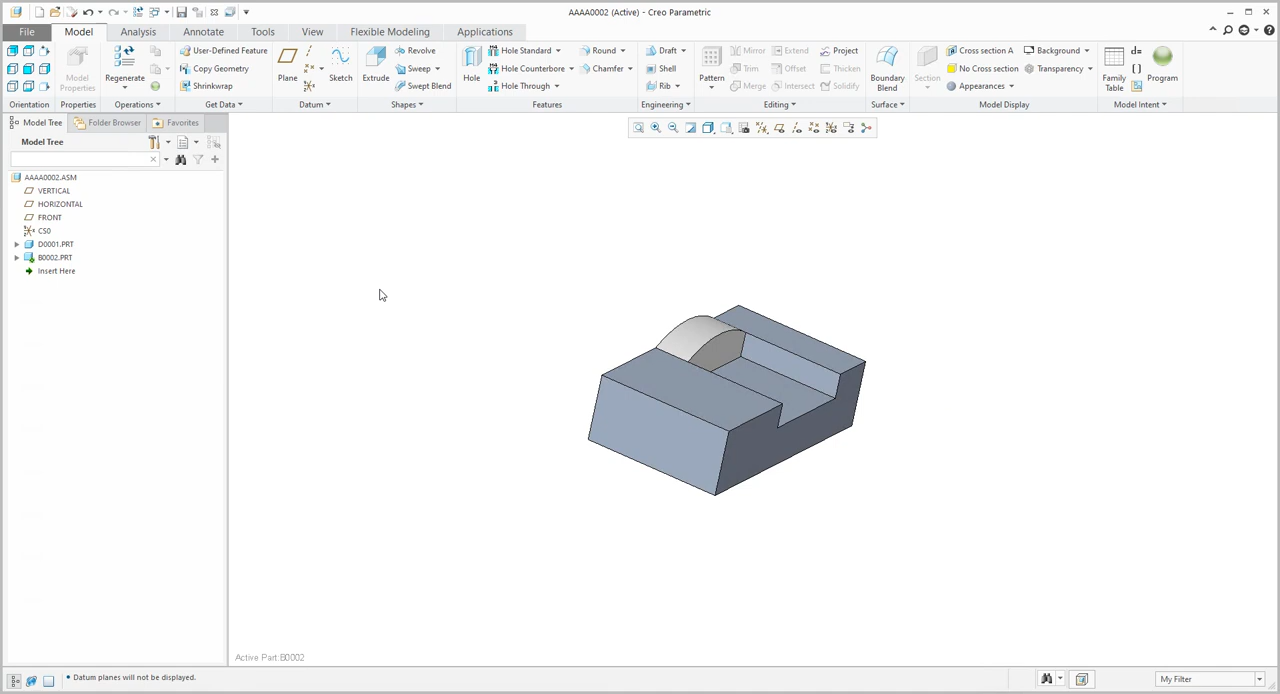 AAAA0002 (Active) - Creo Parametric
File Model Analysis Annotate Tools View Flexible Modeling Applications
Model Properties
Regenerate
User-Defined Feature
Copy Geometry
Shrinkwrap
Plane
Sketch
Extrude
Revolve
Sweep
Swept Blend
Hole
Hole Standard
Hole Counterbore
Hole Through
Round
Chamfer
Draft
Shell
Rib
Pattern
Mirror
Trim
Merge
Extend
Offset
Intersect
Project
Thicken
Solidify
Boundary Blend
Section
Cross section A
No Cross section
Appearances
Background
Transparency
Family Table
d=
[ ]
Program
Orientation Properties Operations Get Data Datum Shapes Features Engineering Editing Surface Model Display Model Intent
Model Tree Folder Browser Favorites
Model Tree
AAAA0002.ASM
VERTICAL
HORIZONTAL
FRONT
CS0
D0001.PRT
B0002.PRT
Insert Here
Active Part:B0002
• Datum planes will not be displayed.
My Filter